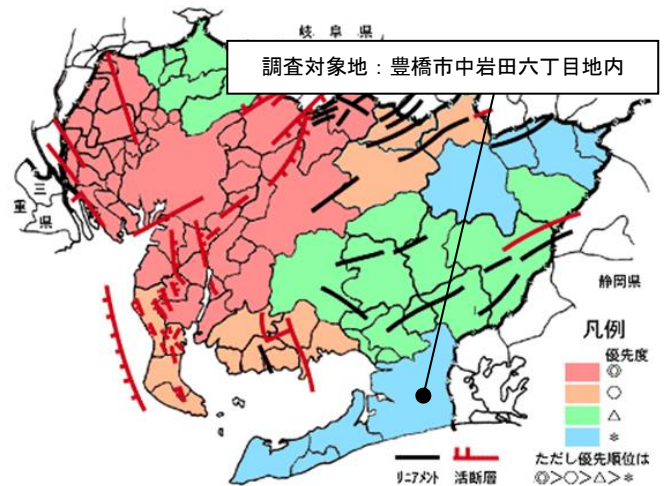 岐阜県
調査対象地：豊橋市中岩田六丁目地内
三
重
県
静岡県
凡例
優先度
◎
○
△
＊
ただし優先順位は
◎＞○＞△＞＊
リニアメント 活断層